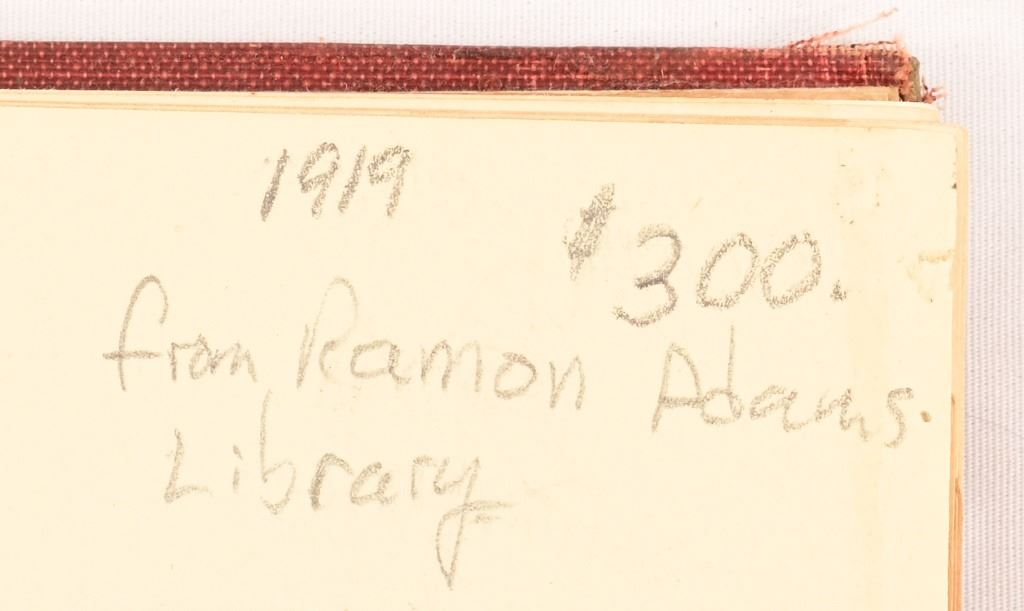 1919
$300.
from Ramon Adams.
Library